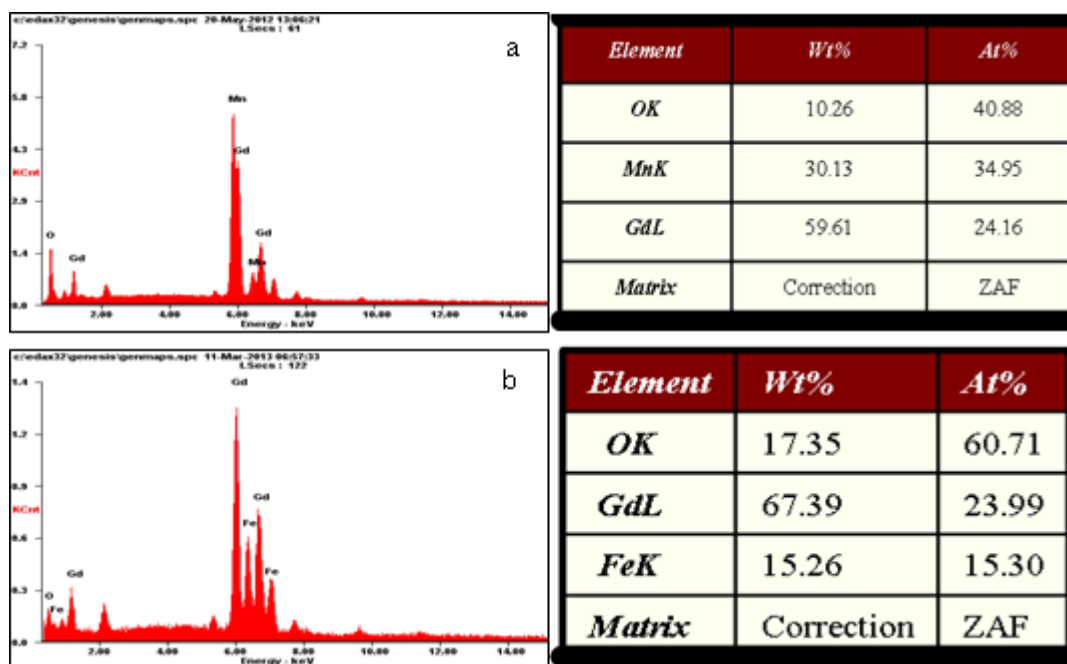 c:\edax32\genesis\genmaps.spc 20-May-2012 13:06:21
LSecs : 61
a
7.2
5.8
4.3
KCnt
2.9
1.4
0.0
Mn
Gd
O
Gd
Mn
Gd
2.00 4.00 6.00 8.00 10.00 12.00 14.00
Energy - keV
Element Wt% At%
OK 10.26 40.88
MnK 30.13 34.95
GdL 59.61 24.16
Matrix Correction ZAF
c:\edax32\genesis\genmaps.spc 11-Mar-2013 06:57:33
LSecs : 122
b
1.4
1.2
0.9
KCnt
0.6
0.3
0.0
Gd
Gd
Fe
Fe
Gd
O
Fe
2.00 4.00 6.00 8.00 10.00 12.00 14.00
Energy - keV
Element Wt% At%
OK 17.35 60.71
GdL 67.39 23.99
FeK 15.26 15.30
Matrix Correction ZAF